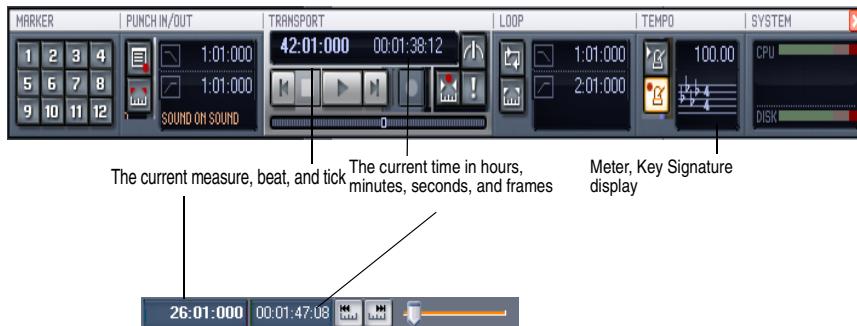 MARKER
PUNCH IN/OUT
TRANSPORT
LOOP
TEMPO
SYSTEM
1 2 3 4
5 6 7 8
9 10 11 12
1:01:000
1:01:000
SOUND ON SOUND
42:01:000 00:01:38:12
1:01:000
2:01:000
100.00
4
4
CPU
DISK
The current measure, beat, and tick
The current time in hours,
minutes, seconds, and frames
Meter, Key Signature
display
26:01:000 00:01:47:08